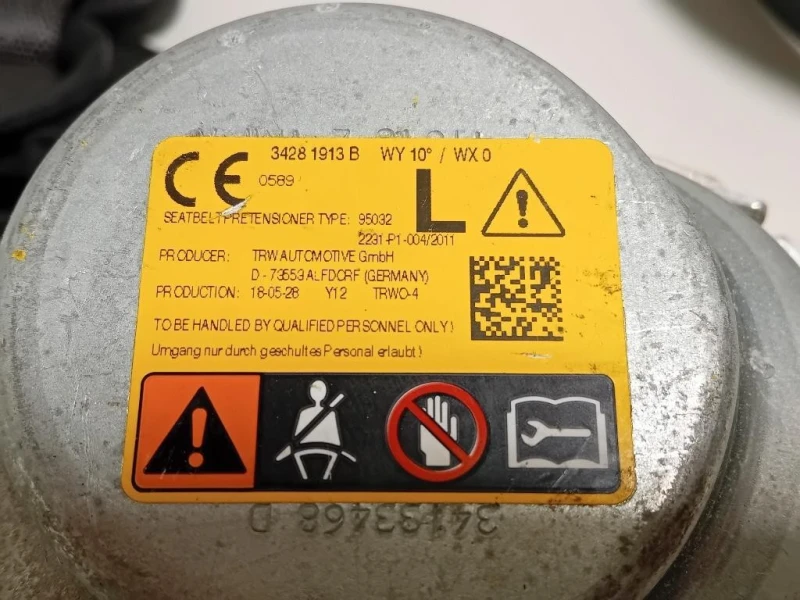 CE 3428 1913 B WY 10° / WX 0
0589
L
SEATBELT PRETENSIONER TYPE: 95032
2231-P1-004/2011
PRODUCER: TRW AUTOMOTIVE GmbH
D - 73553 ALFDORF (GERMANY)
PRODUCTION: 18-05-28 Y12 TRWO-4
TO BE HANDLED BY QUALIFIED PERSONNEL ONLY!
Umgang nur durch geschultes Personal erlaubt!
34193468 D